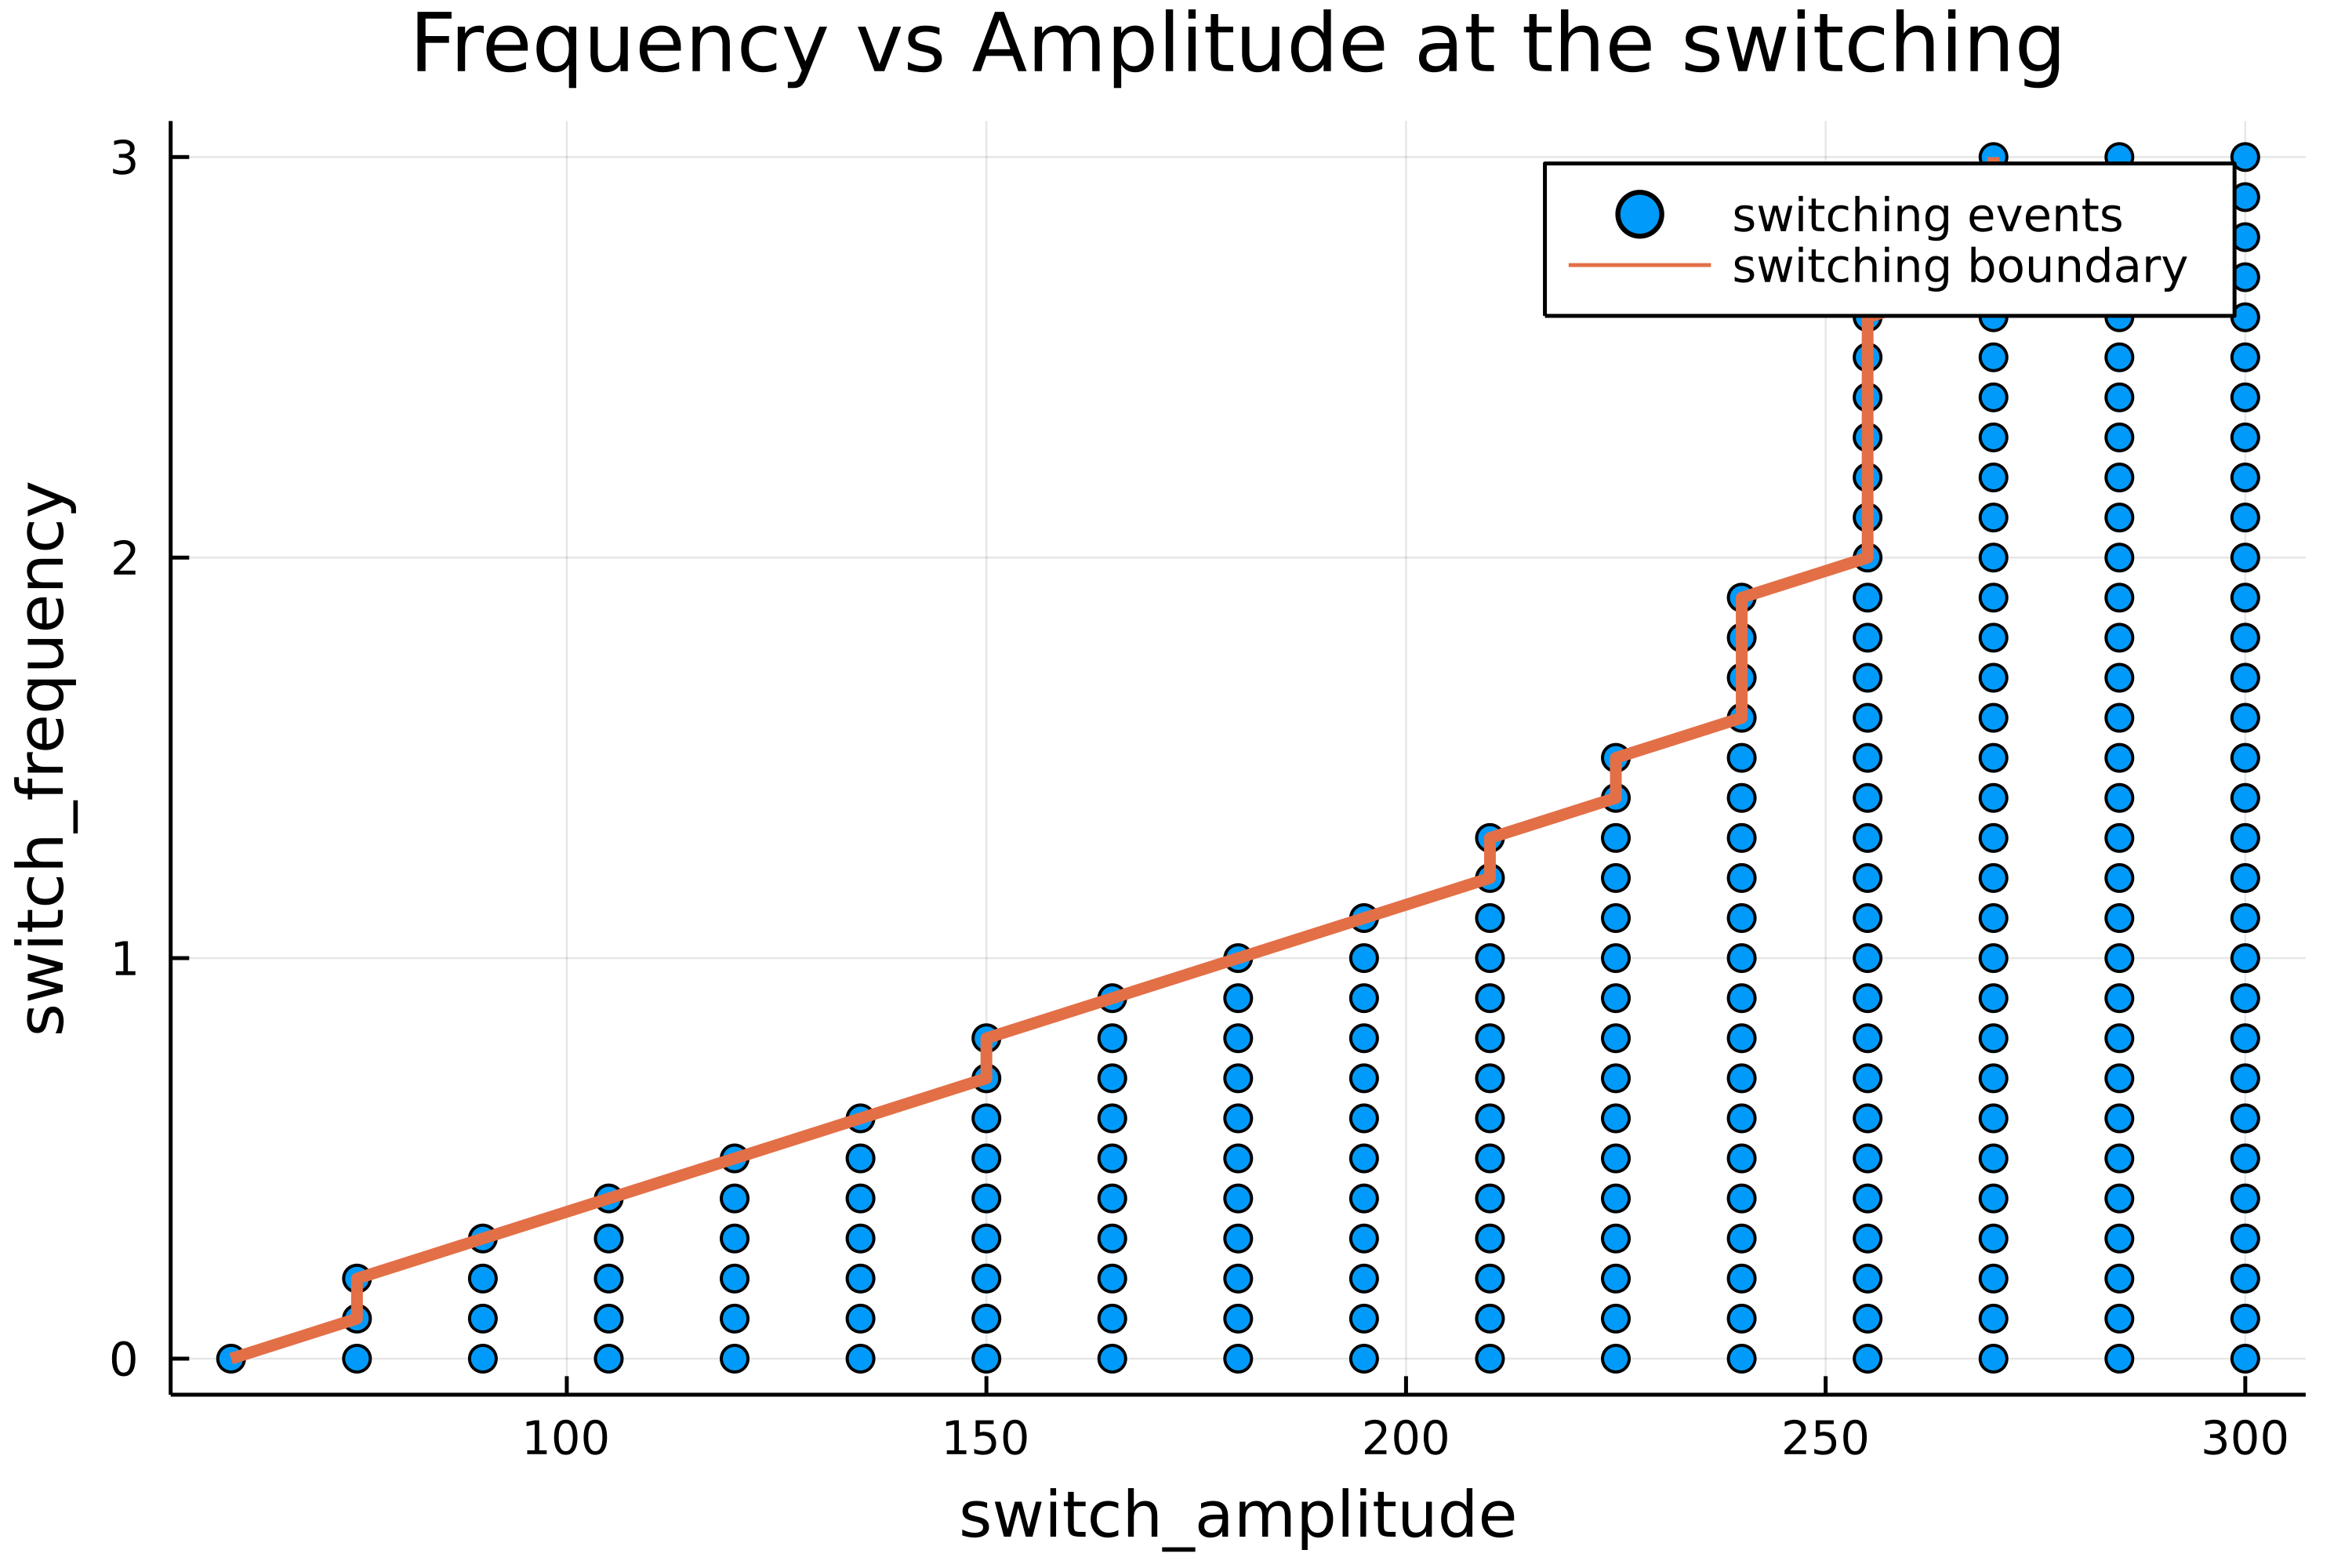 Frequency vs Amplitude at the switching
switching events
switching boundary
switch_frequency
3
2
1
0
100 150 200 250 300
switch_amplitude